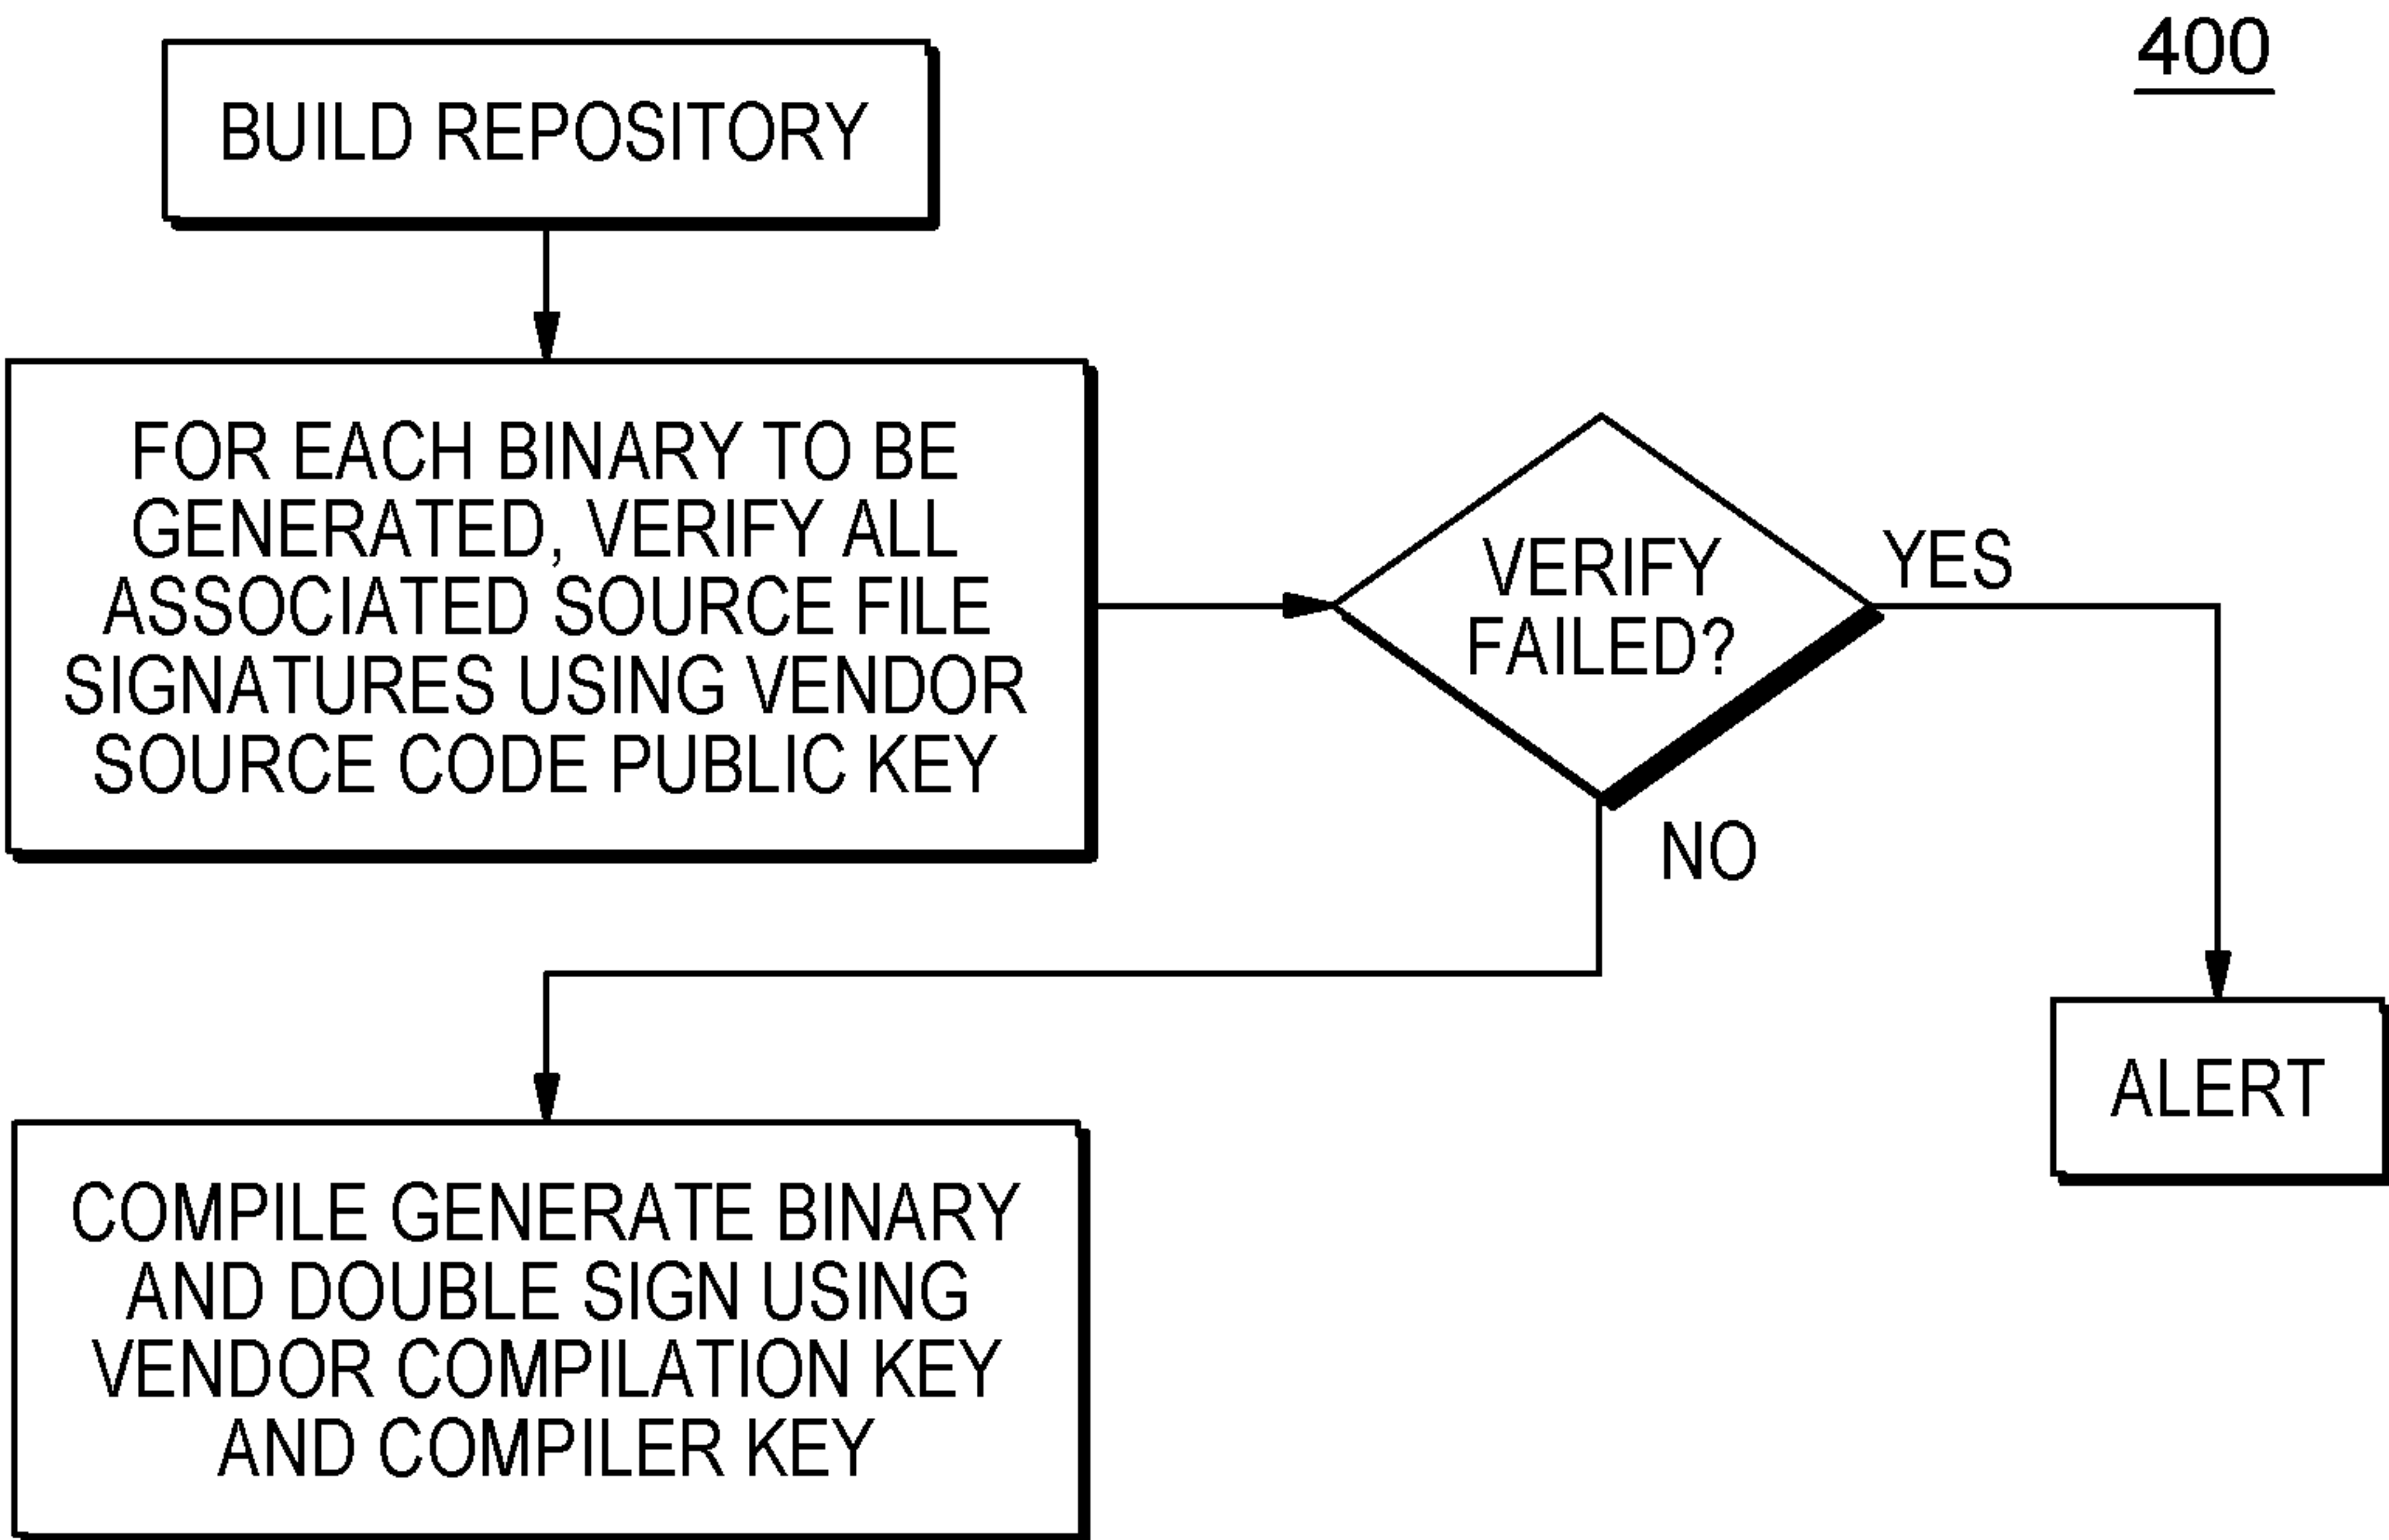 400
BUILD REPOSITORY
FOR EACH BINARY TO BE
GENERATED, VERIFY ALL
ASSOCIATED SOURCE FILE
SIGNATURES USING VENDOR
SOURCE CODE PUBLIC KEY
VERIFY
FAILED?
YES
NO
ALERT
COMPILE GENERATE BINARY
AND DOUBLE SIGN USING
VENDOR COMPILATION KEY
AND COMPILER KEY